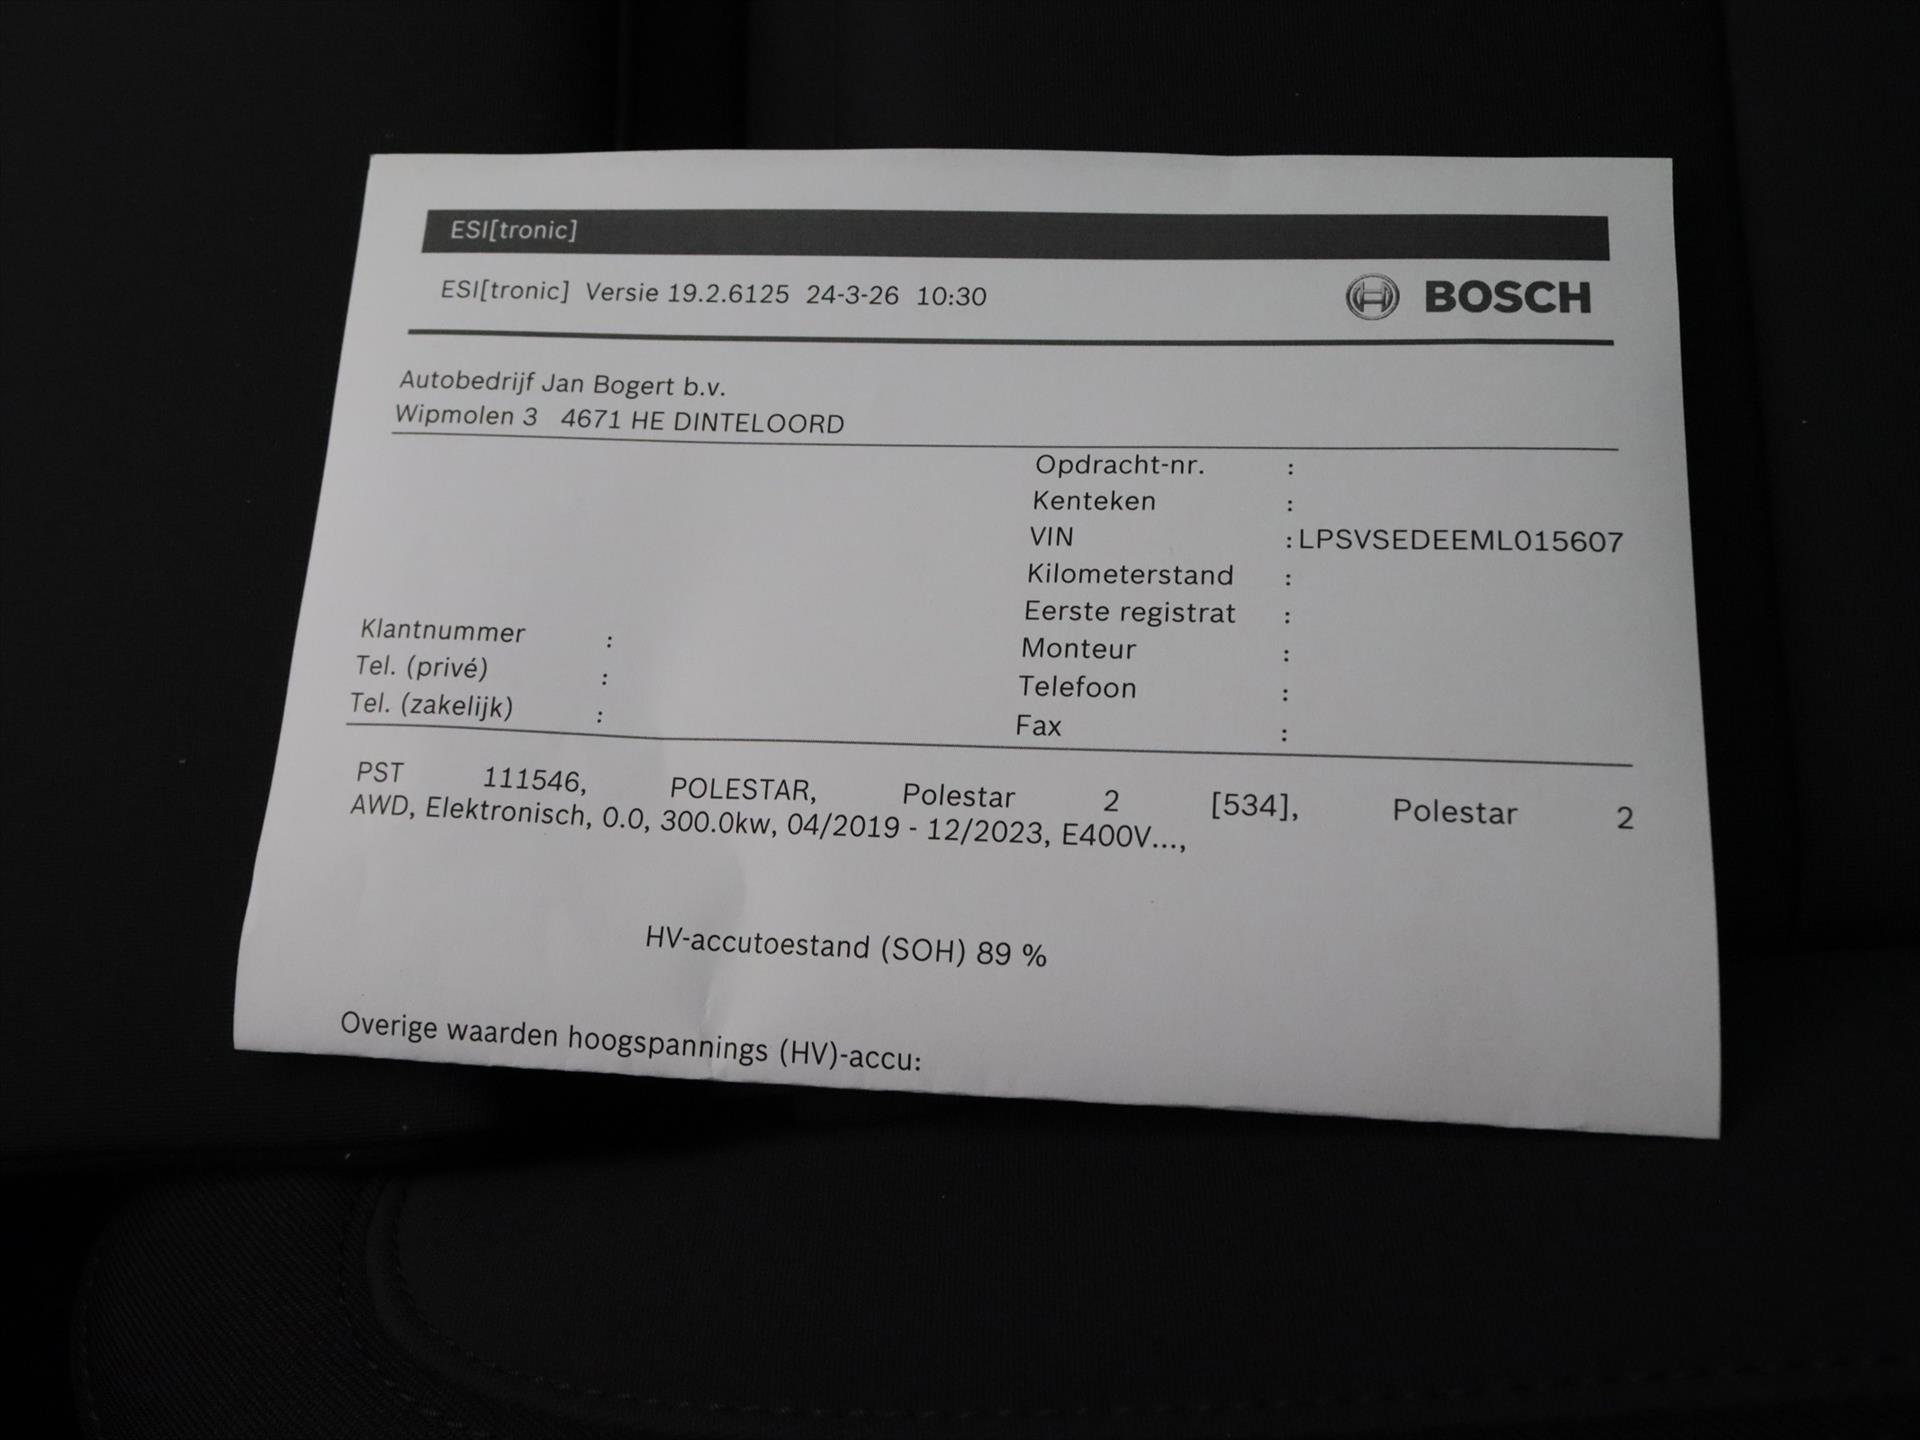 ESI[tronic]
ESI[tronic] Versie 19.2.6125 24-3-26 10:30
BOSCH
Autobedrijf Jan Bogert b.v.
Wipmolen 3 4671 HE DINTELOORD
Opdracht-nr. :
Kenteken :
VIN :LPSVSEDEEML015607
Kilometerstand :
Eerste registrat :
Monteur :
Telefoon :
Fax :
Klantnummer :
Tel. (privé) :
Tel. (zakelijk) :
PST 111546, POLESTAR, Polestar 2 [534], Polestar 2
AWD, Elektronisch, 0.0, 300.0kw, 04/2019 - 12/2023, E400V...,
HV-accutoestand (SOH) 89 %
Overige waarden hoogspannings (HV)-accu: